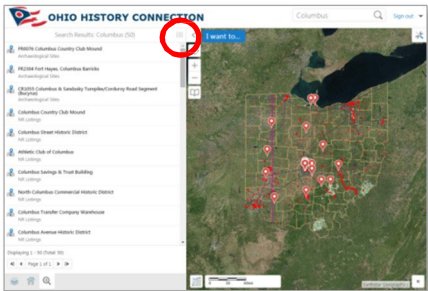 OHIO HISTORY CONNECTION
Columbus
Sign out
Search Results: Columbus (50)
I want to...
FR0076 Columbus Country Club Mound
Archaeological Sites
FR2384 Fort Hayes, Columbus Barricks
Archaeological Sites
CR1055 Columbus & Sandusky Turnpike/Corduroy Road Segment
(Bucyrus)
Archaeological Sites
Columbus Country Club Mound
NR Listings
Columbus Street Historic District
NR Listings
Athletic Club of Columbus
NR Listings
Columbus Savings & Trust Building
NR Listings
North Columbus Commercial Historic District
NR Listings
Columbus Transfer Company Warehouse
NR Listings
Columbus Avenue Historic District
NR Listings
Displaying 1 - 50 (Total: 50)
Page 1 of 1